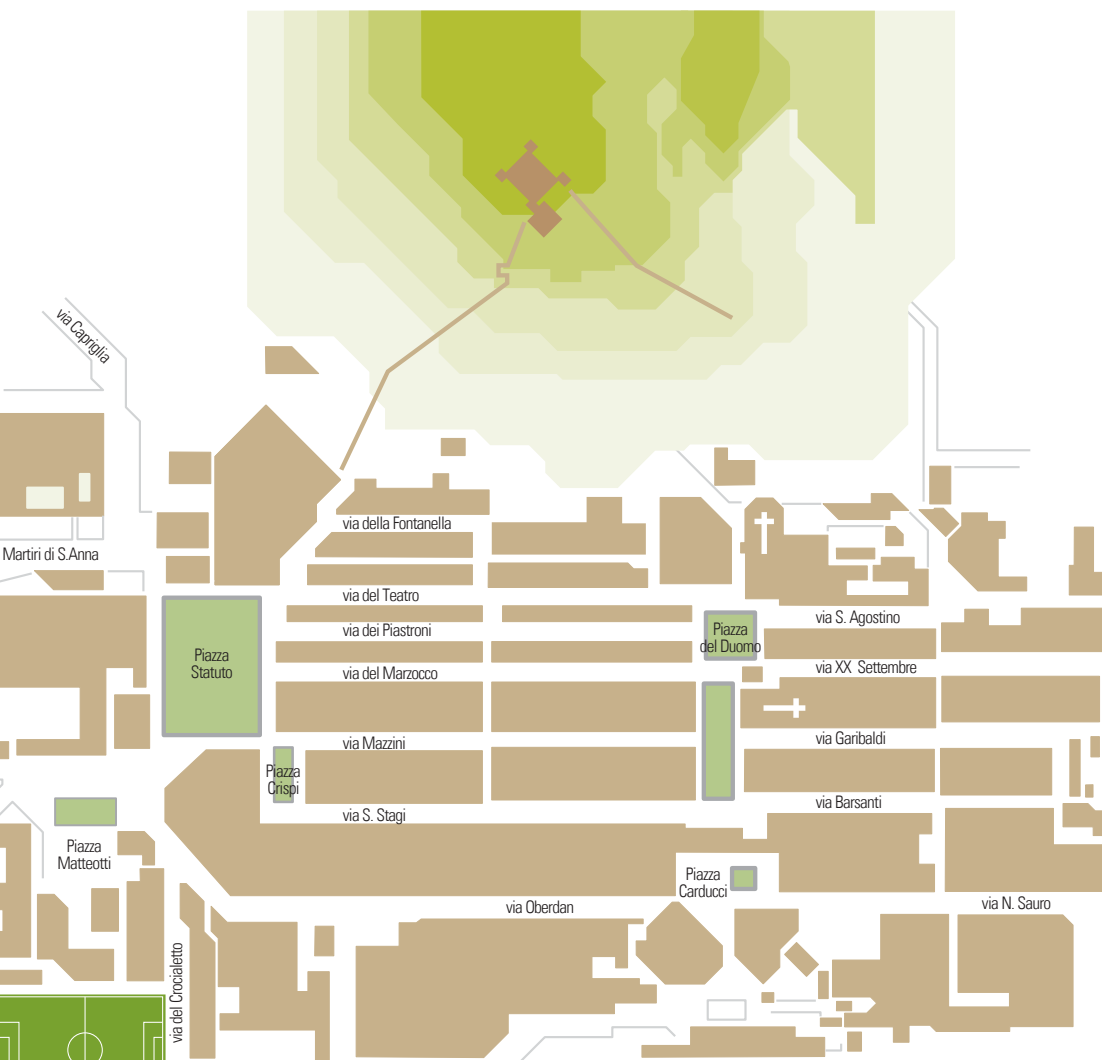 via Capriglia
via della Fontanella
Martiri di S.Anna
via del Teatro
via S. Agostino
via dei Piastroni
Piazza
del Duomo
Piazza
Statuto
via XX Settembre
via del Marzocco
via Garibaldi
via Mazzini
Piazza
Crispi
via Barsanti
via S. Stagi
Piazza
Matteotti
Piazza
Carducci
via N. Sauro
via Oberdan
via del Crocialetto